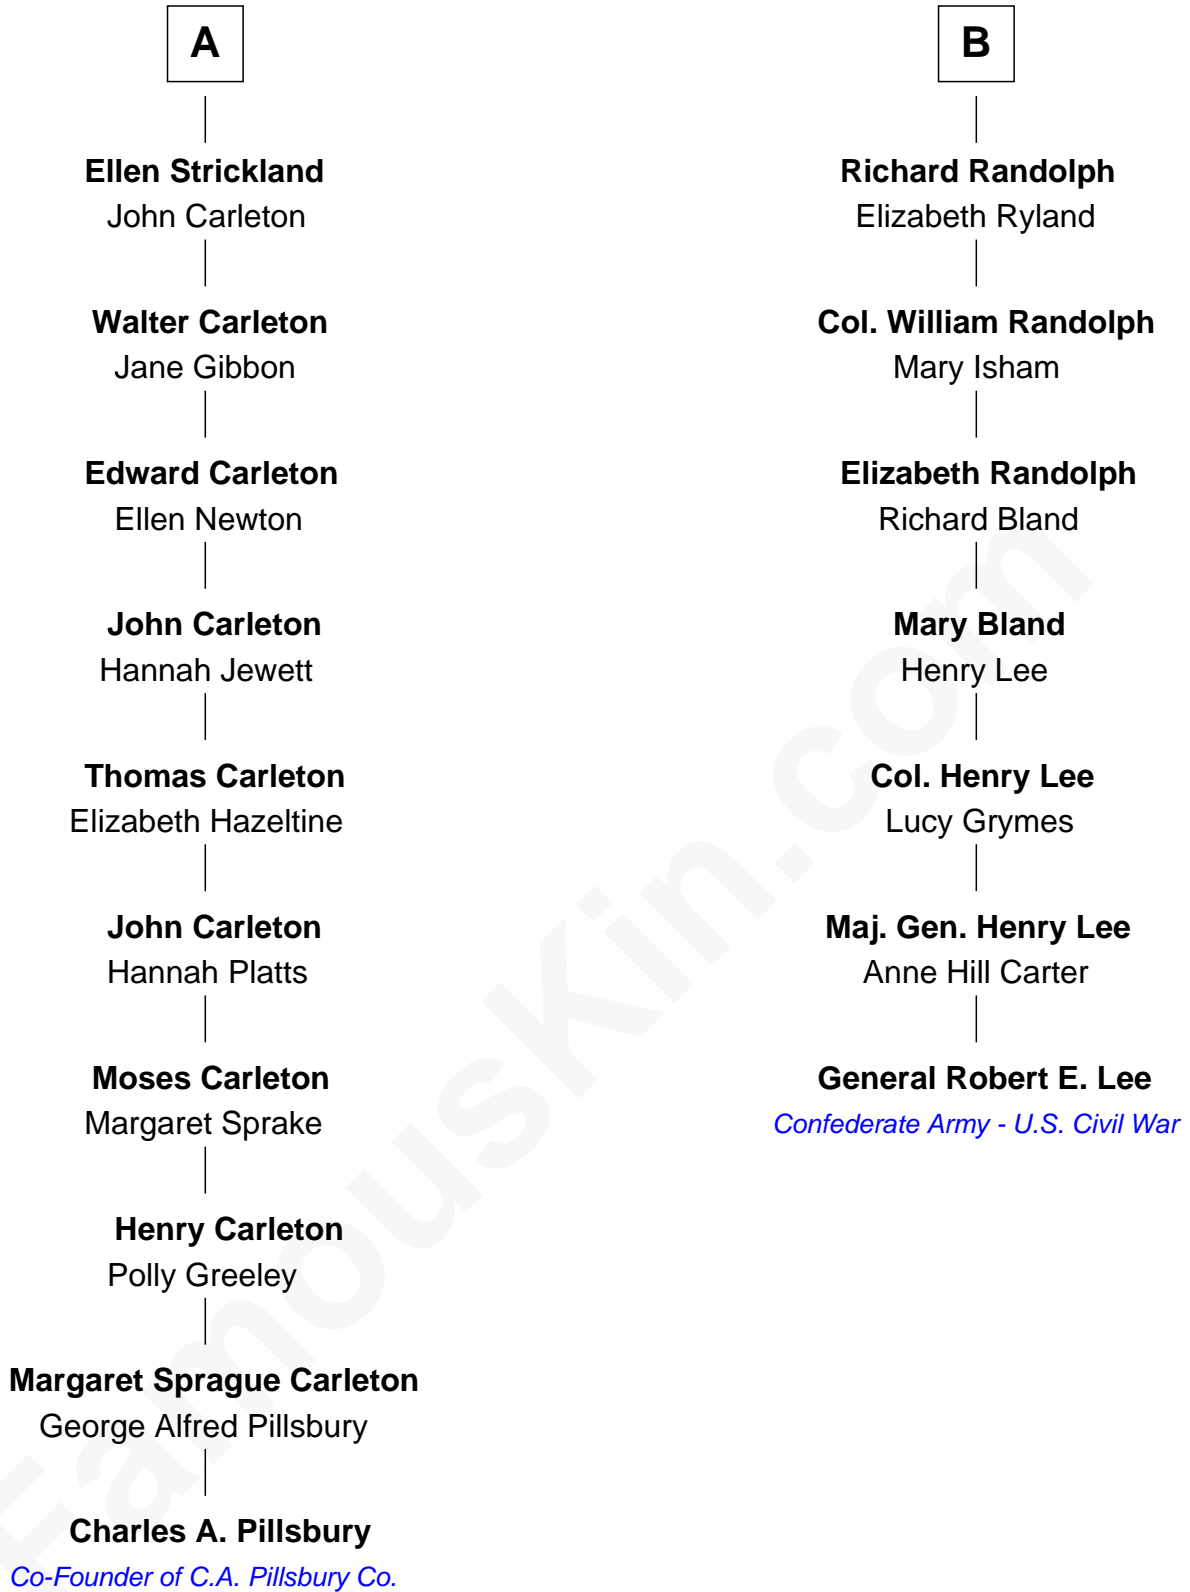 A
Ellen Strickland
John Carleton
Walter Carleton
Jane Gibbon
Edward Carleton
Ellen Newton
John Carleton
Hannah Jewett
Thomas Carleton
Elizabeth Hazeltine
John Carleton
Hannah Platts
Moses Carleton
Margaret Sprake
Henry Carleton
Polly Greeley
Margaret Sprague Carleton
George Alfred Pillsbury
Charles A. Pillsbury
Co-Founder of C.A. Pillsbury Co.
B
Richard Randolph
Elizabeth Ryland
Col. William Randolph
Mary Isham
Elizabeth Randolph
Richard Bland
Mary Bland
Henry Lee
Col. Henry Lee
Lucy Grymes
Maj. Gen. Henry Lee
Anne Hill Carter
General Robert E. Lee
Confederate Army - U.S. Civil War
FamousKin.com